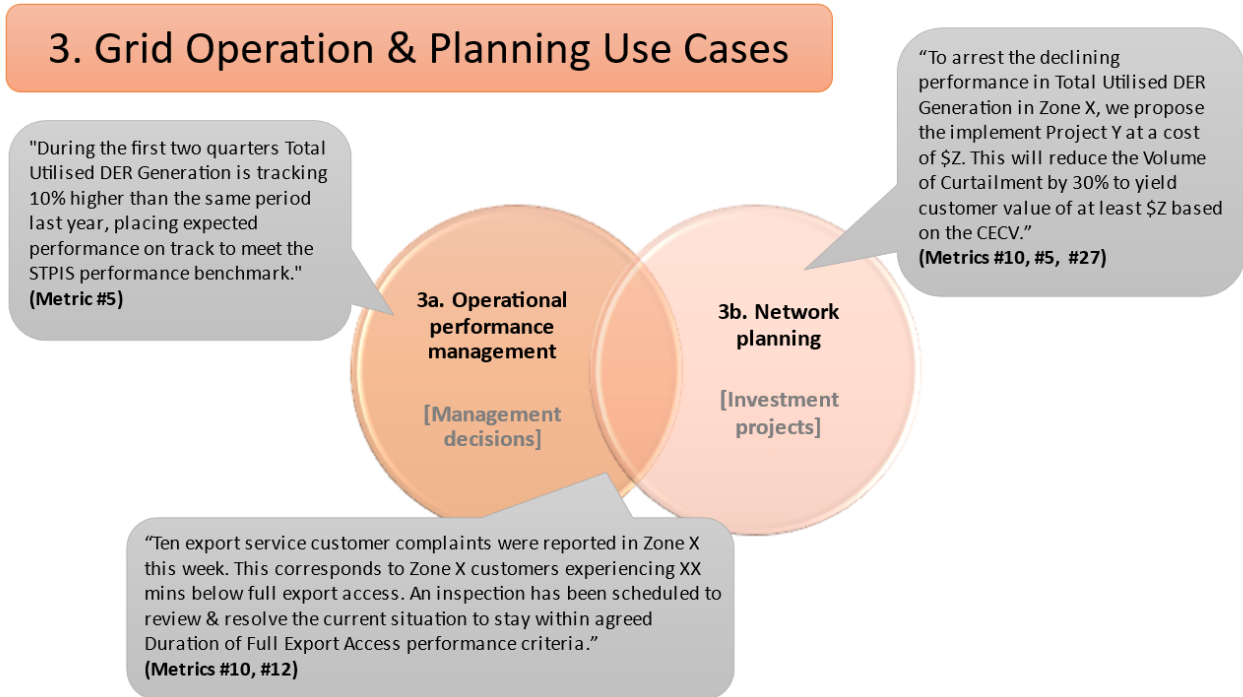 3. Grid Operation & Planning Use Cases
"During the first two quarters Total
Utilised DER Generation is tracking
10% higher than the same period
last year, placing expected
performance on track to meet the
STPIS performance benchmark."
(Metric #5)
“To arrest the declining
performance in Total Utilised DER
Generation in Zone X, we propose
the implement Project Y at a cost
of $Z. This will reduce the Volume
of Curtailment by 30% to yield
customer value of at least $Z based
on the CECV.”
(Metrics #10, #5,  #27)
3a. Operational
performance
management
[Management
decisions]
3b. Network
planning
[Investment
projects]
“Ten export service customer complaints were reported in Zone X
this week. This corresponds to Zone X customers experiencing XX
mins below full export access. An inspection has been scheduled to
review & resolve the current situation to stay within agreed
Duration of Full Export Access performance criteria.”
(Metrics #10, #12)